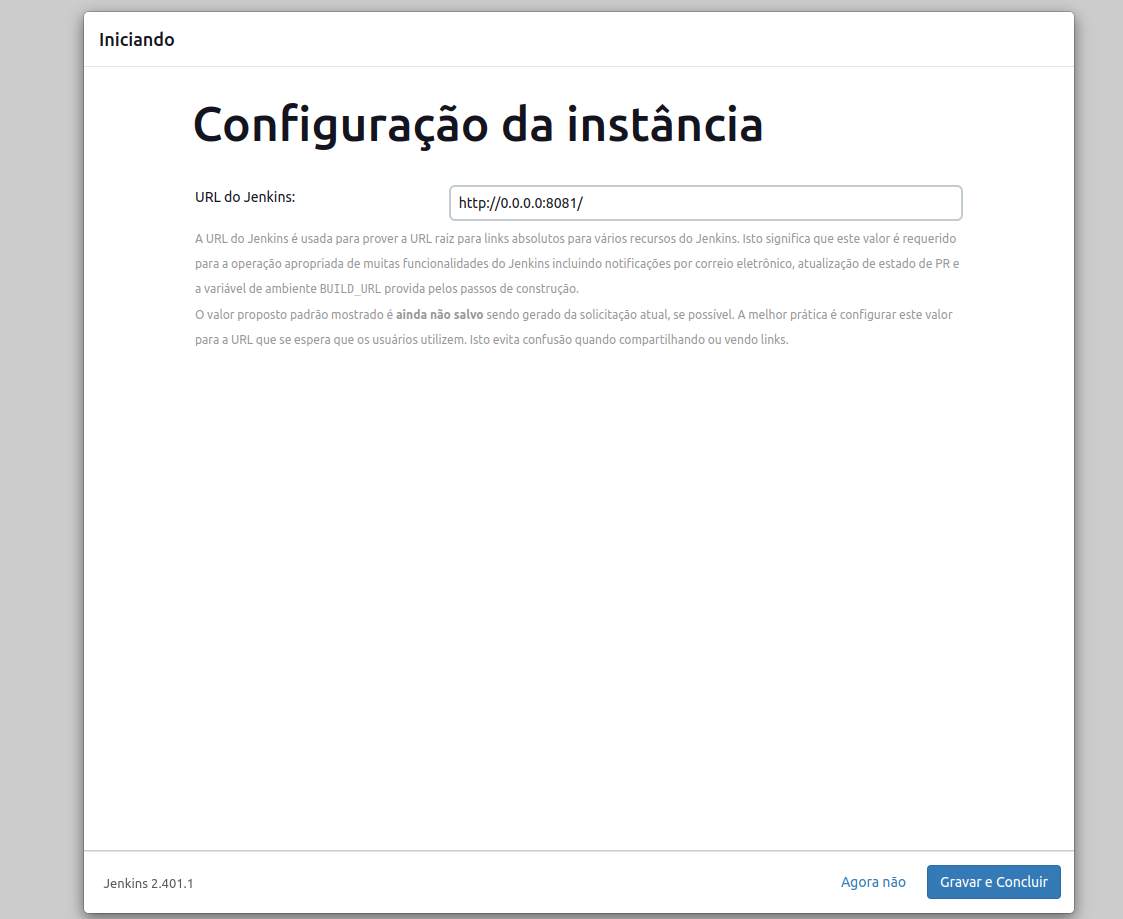 Iniciando
Configuração da instância
URL do Jenkins:
http://0.0.0.0:8081/
A URL do Jenkins é usada para prover a URL raiz para links absolutos para vários recursos do Jenkins. Isto significa que este valor é requerido
para a operação apropriada de muitas funcionalidades do Jenkins incluindo notificações por correio eletrônico, atualização de estado de PR e
a variável de ambiente BUILD_URL provida pelos passos de construção.
O valor proposto padrão mostrado é ainda não salvo sendo gerado da solicitação atual, se possível. A melhor prática é configurar este valor
para a URL que se espera que os usuários utilizem. Isto evita confusão quando compartilhando ou vendo links.
Jenkins 2.401.1
Agora não
Gravar e Concluir